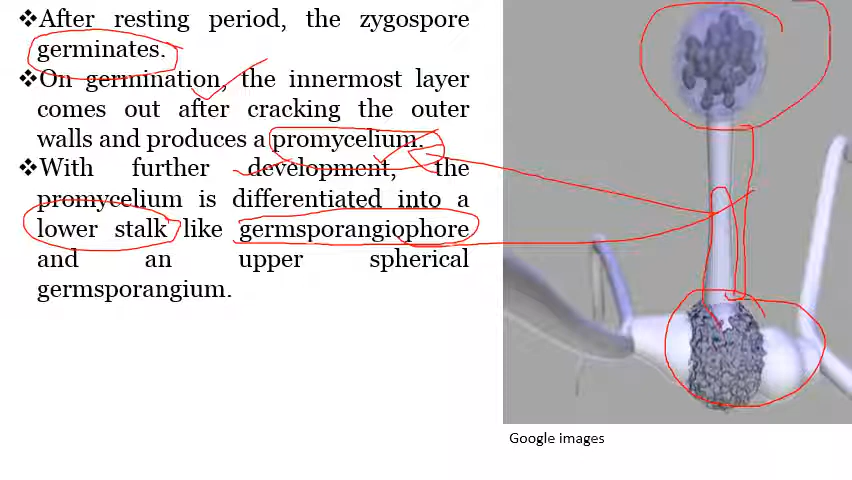 ❖After resting period, the zygospore
germinates.
❖On germination, the innermost layer
comes out after cracking the outer
walls and produces a promycelium.
❖With further development, the
promycelium is differentiated into a
lower stalk like germsporangiophore
and an upper spherical
germsporangium.
Google images